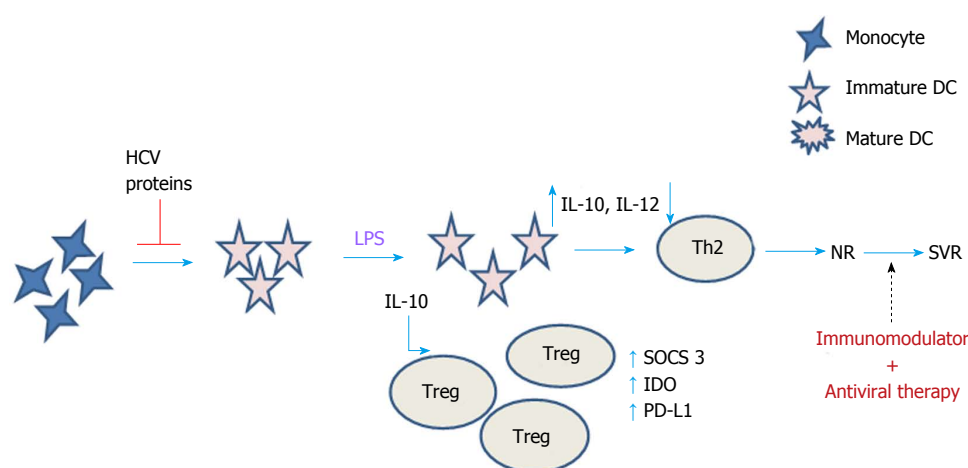 Monocyte
Immature DC
Mature DC
HCV
proteins
LPS
IL-10, IL-12
Th2
NR
SVR
IL-10
Treg
Treg
Treg
↑ SOCS 3
↑ IDO
↑ PD-L1
Immunomodulator
+
Antiviral therapy